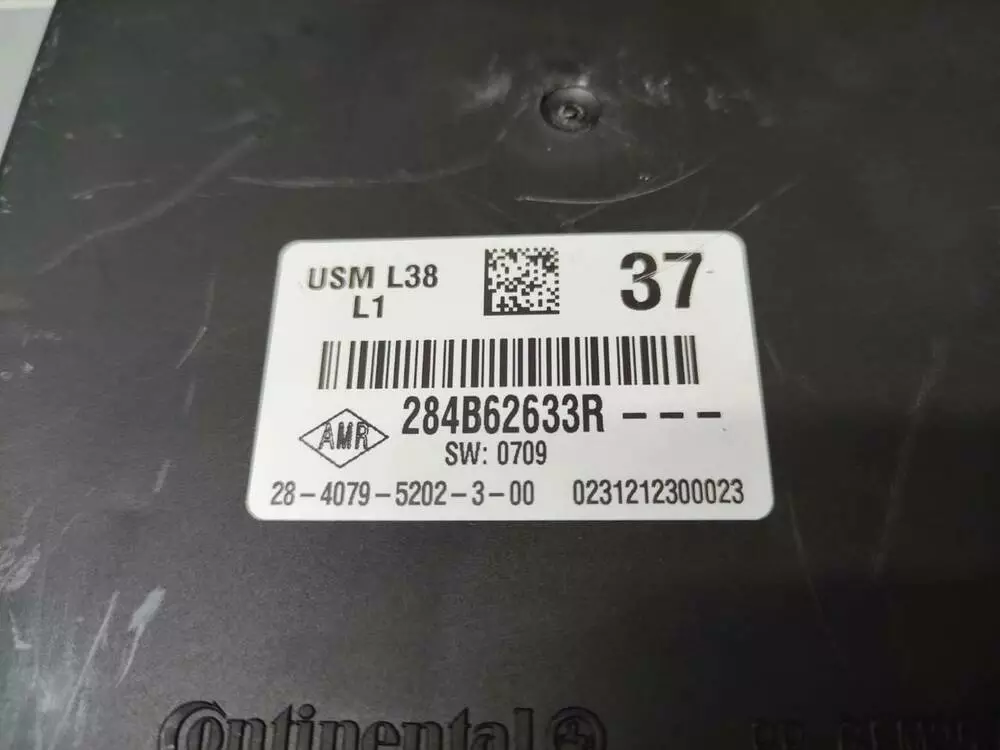 USM L38
L1
37
284B62633R - - -
AMR
SW: 0709
28-4079-5202-3-00 0231212300023
Continental